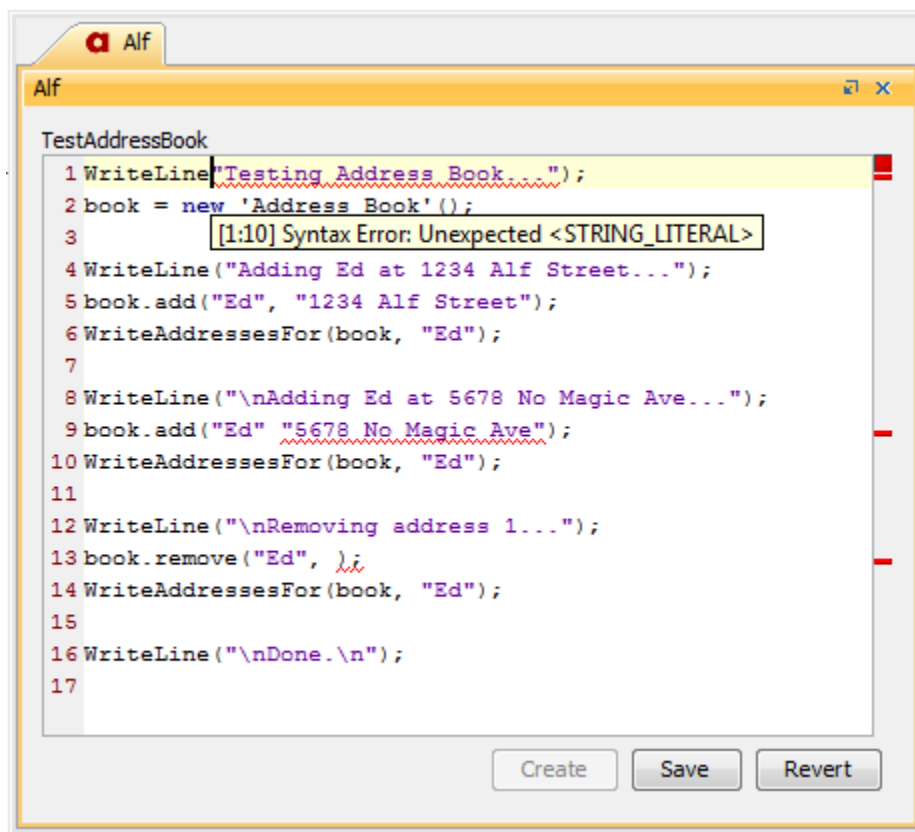 a Alf
Alf
TestAddressBook
1 WriteLine"Testing Address Book...");
2 book = new 'Address Book'();
[1:10] Syntax Error: Unexpected <STRING_LITERAL>
3
4 WriteLine("Adding Ed at 1234 Alf Street...");
5 book.add("Ed", "1234 Alf Street");
6 WriteAddressesFor(book, "Ed");
7
8 WriteLine("\nAdding Ed at 5678 No Magic Ave...");
9 book.add("Ed" "5678 No Magic Ave");
10 WriteAddressesFor(book, "Ed");
11
12 WriteLine("\nRemoving address 1...");
13 book.remove("Ed", );
14 WriteAddressesFor(book, "Ed");
15
16 WriteLine("\nDone.\n");
17
Create Save Revert